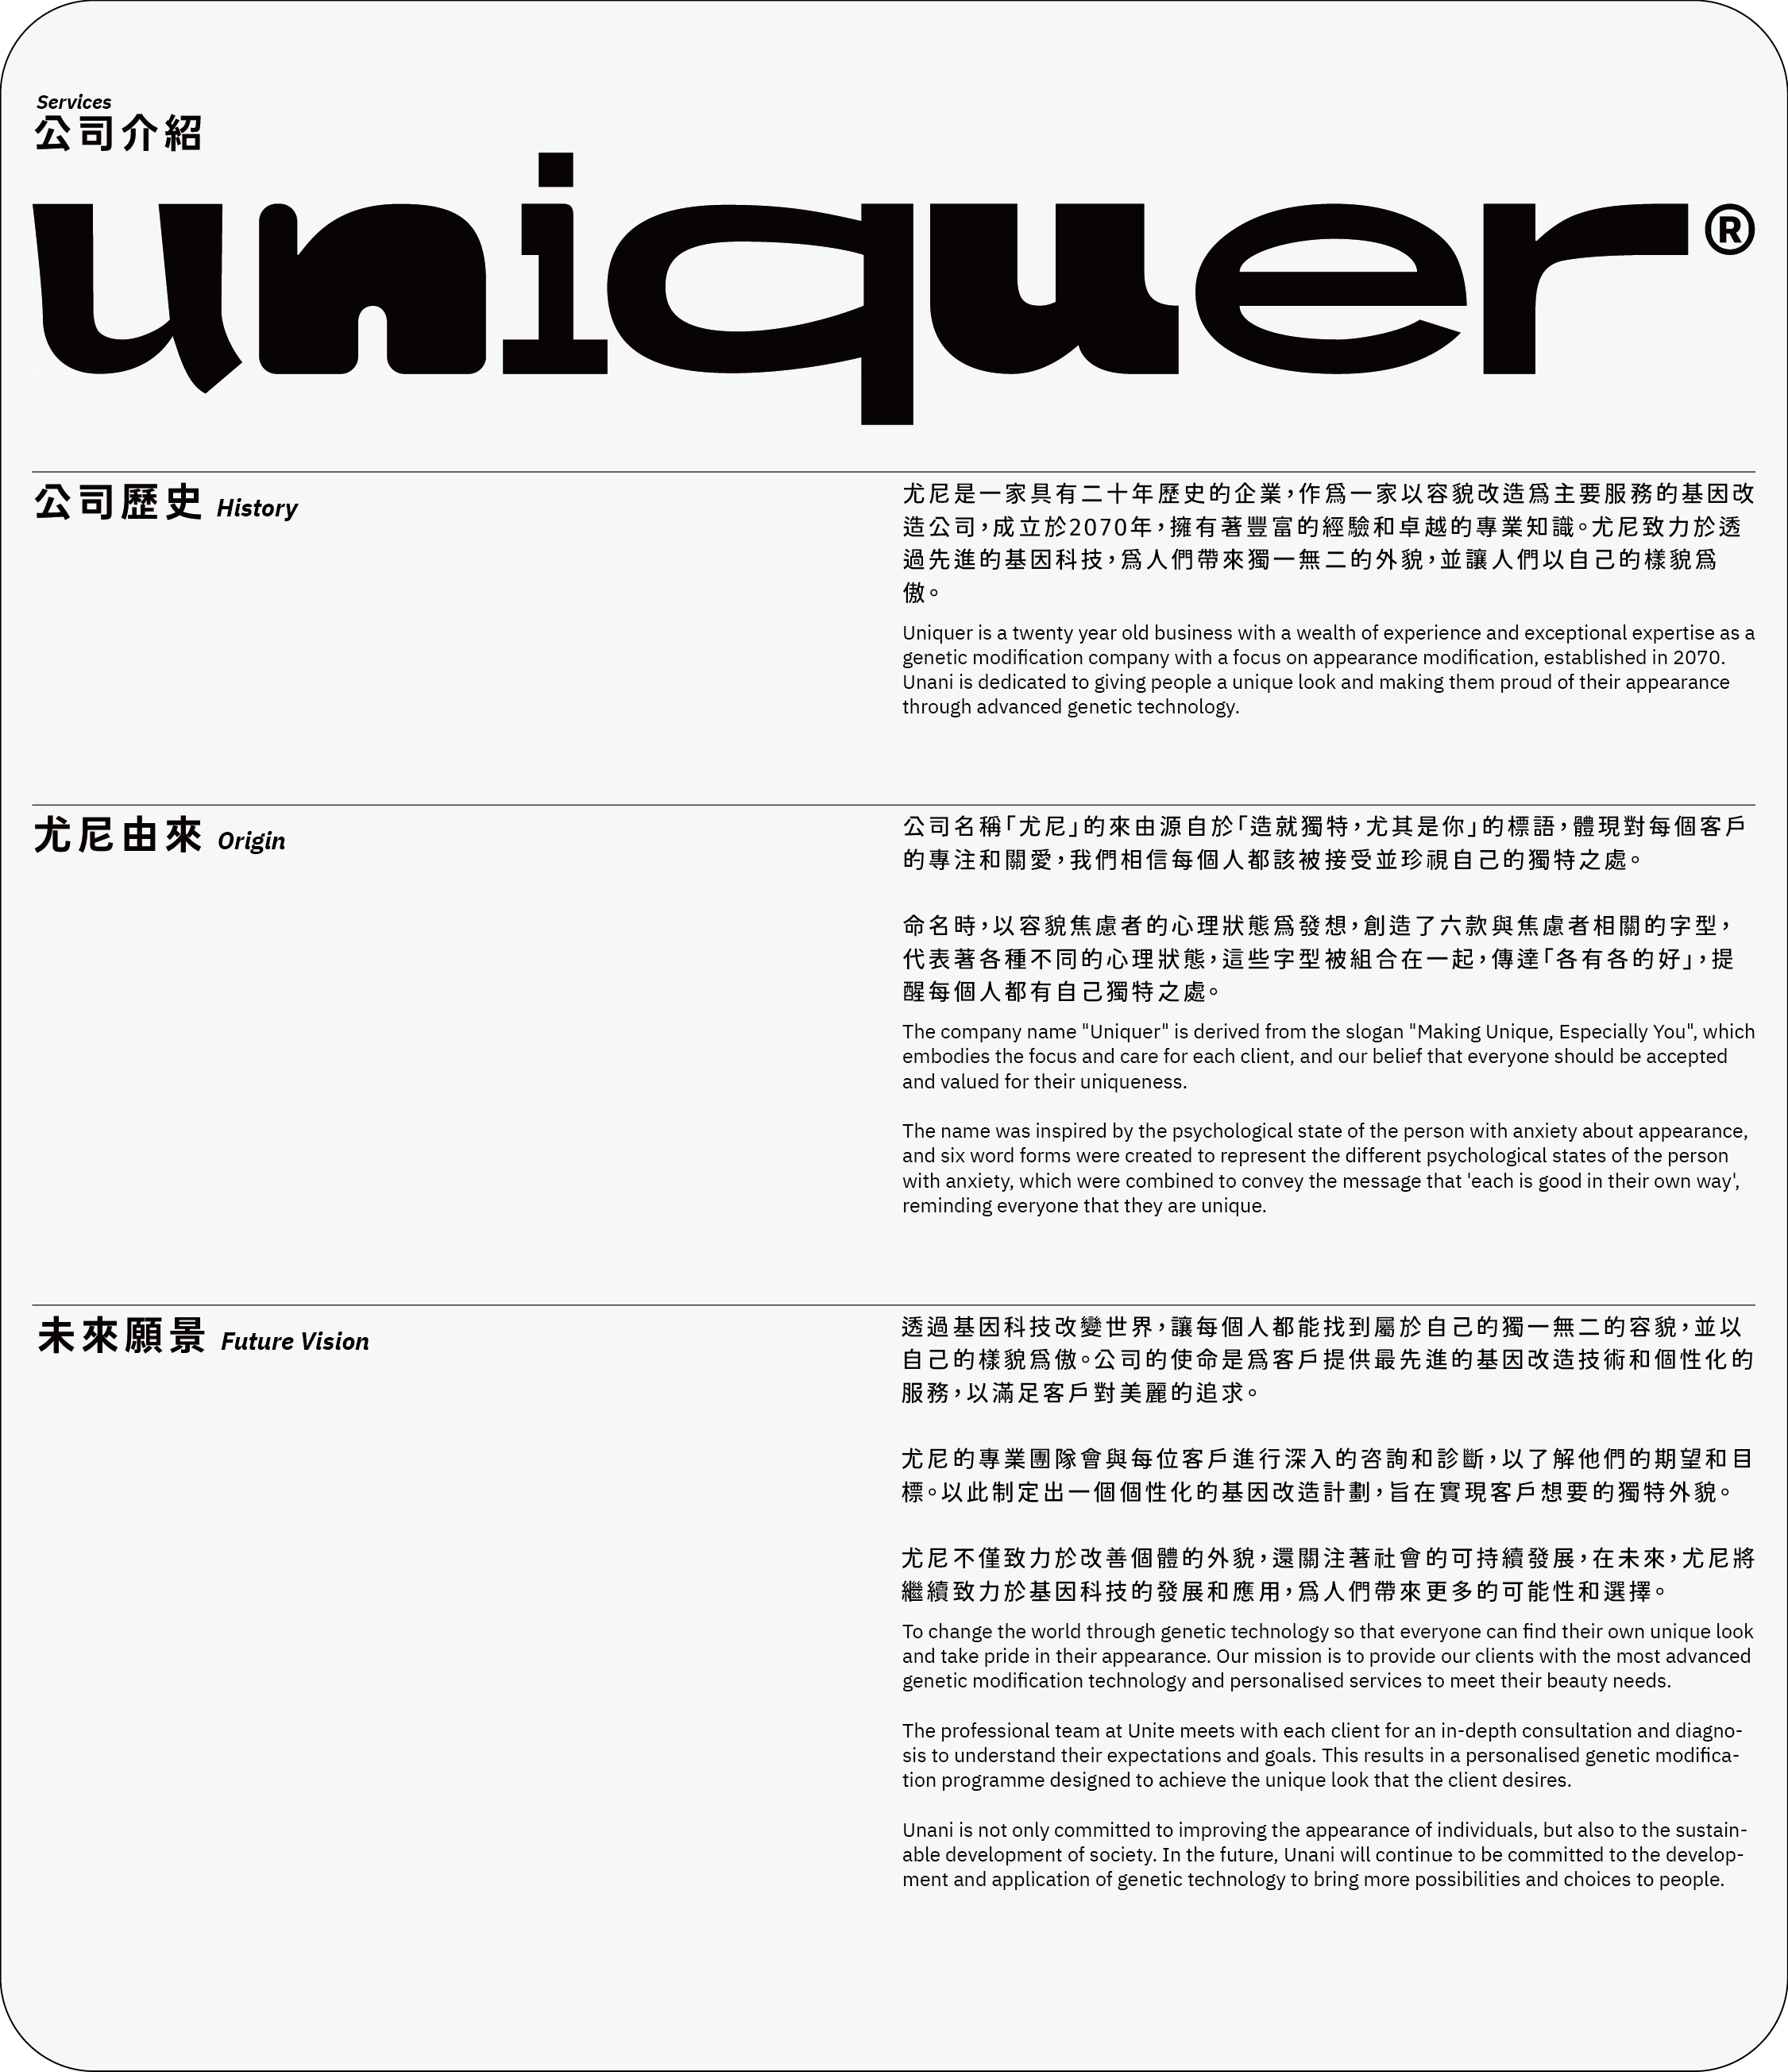 Services
公司介紹
uniquer®
公司歷史 History
尤尼是一家具有二十年歷史的企業，作爲一家以容貌改造爲主要服務的基因改
造公司，成立於2070年，擁有著豐富的經驗和卓越的專業知識。尤尼致力於透
過先進的基因科技，爲人們帶來獨一無二的外貌，並讓人們以自己的樣貌爲
傲。
Uniquer is a twenty year old business with a wealth of experience and exceptional expertise as a
genetic modification company with a focus on appearance modification, established in 2070.
Unani is dedicated to giving people a unique look and making them proud of their appearance
through advanced genetic technology.
尤尼由來 Origin
公司名稱「尤尼」的來由源自於「造就獨特，尤其是你」的標語，體現對每個客戶
的專注和關愛，我們相信每個人都該被接受並珍視自己的獨特之處。
命名時，以容貌焦慮者的心理狀態爲發想，創造了六款與焦慮者相關的字型，
代表著各種不同的心理狀態，這些字型被組合在一起，傳達「各有各的好」，提
醒每個人都有自己獨特之處。
The company name "Uniquer" is derived from the slogan "Making Unique, Especially You", which
embodies the focus and care for each client, and our belief that everyone should be accepted
and valued for their uniqueness.
The name was inspired by the psychological state of the person with anxiety about appearance,
and six word forms were created to represent the different psychological states of the person
with anxiety, which were combined to convey the message that 'each is good in their own way',
reminding everyone that they are unique.
未來願景 Future Vision
透過基因科技改變世界，讓每個人都能找到屬於自己的獨一無二的容貌，並以
自己的樣貌爲傲。公司的使命是爲客戶提供最先進的基因改造技術和個性化的
服務，以滿足客戶對美麗的追求。
尤尼的專業團隊會與每位客戶進行深入的咨詢和診斷，以了解他們的期望和目
標。以此制定出一個個性化的基因改造計劃，旨在實現客戶想要的獨特外貌。
尤尼不僅致力於改善個體的外貌，還關注著社會的可持續發展，在未來，尤尼將
繼續致力於基因科技的發展和應用，爲人們帶來更多的可能性和選擇。
To change the world through genetic technology so that everyone can find their own unique look
and take pride in their appearance. Our mission is to provide our clients with the most advanced
genetic modification technology and personalised services to meet their beauty needs.
The professional team at Unite meets with each client for an in-depth consultation and diagno-
sis to understand their expectations and goals. This results in a personalised genetic modifica-
tion programme designed to achieve the unique look that the client desires.
Unani is not only committed to improving the appearance of individuals, but also to the sustain-
able development of society. In the future, Unani will continue to be committed to the develop-
ment and application of genetic technology to bring more possibilities and choices to people.